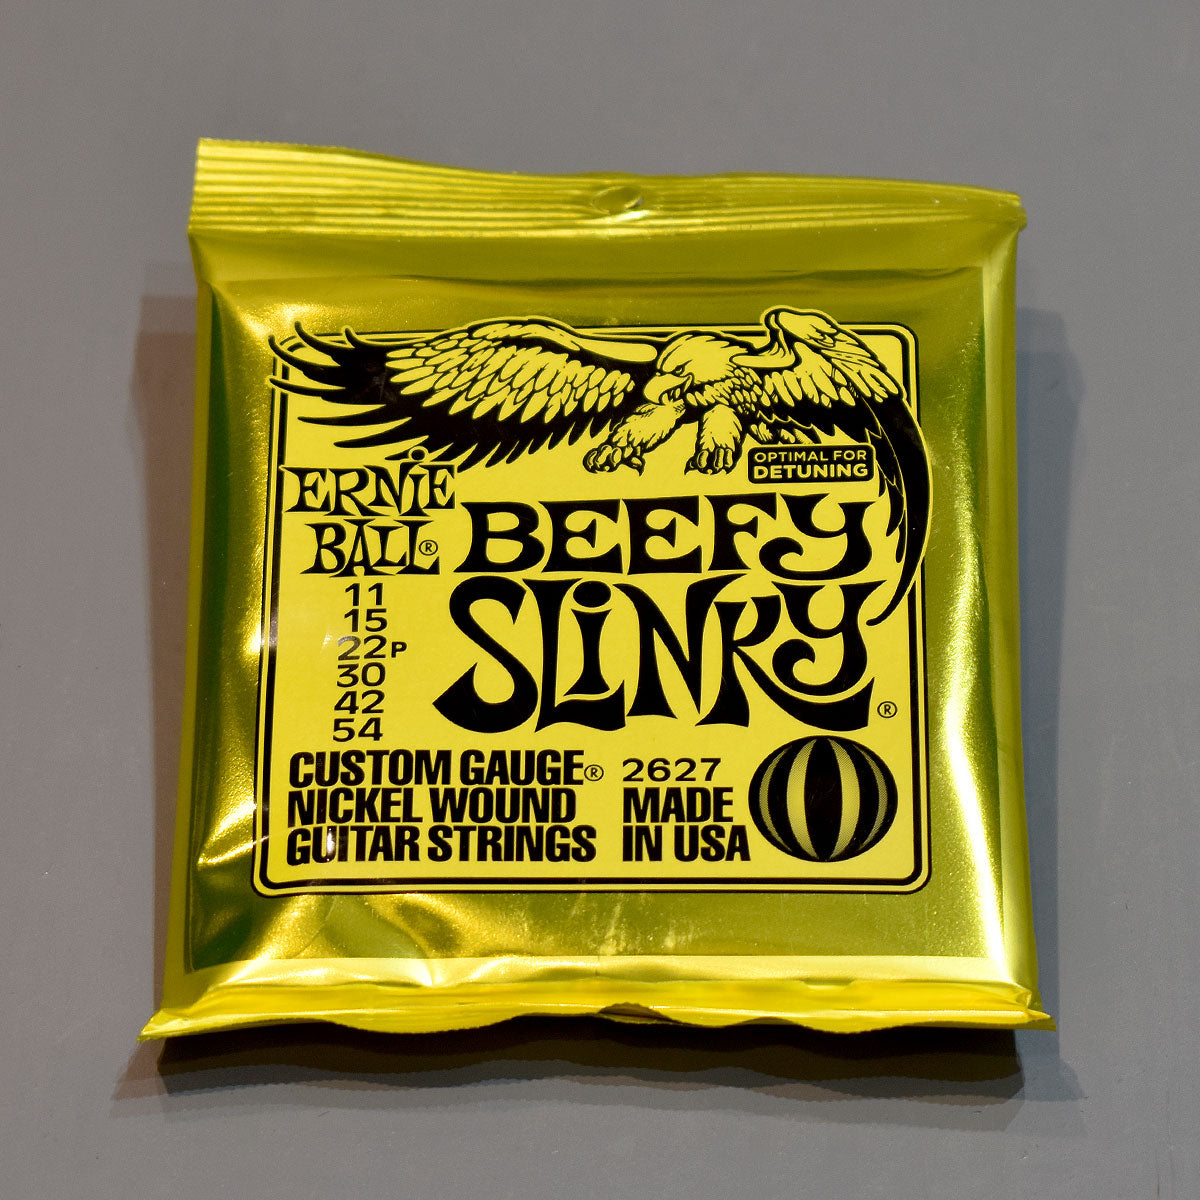 OPTIMAL FOR
DETUNING
ERNiE
BALL®
BEEFY
SLiNKY®
11
15
22P
30
42
54
CUSTOM GAUGE®
NICKEL WOUND
GUITAR STRINGS
2627
MADE
IN USA